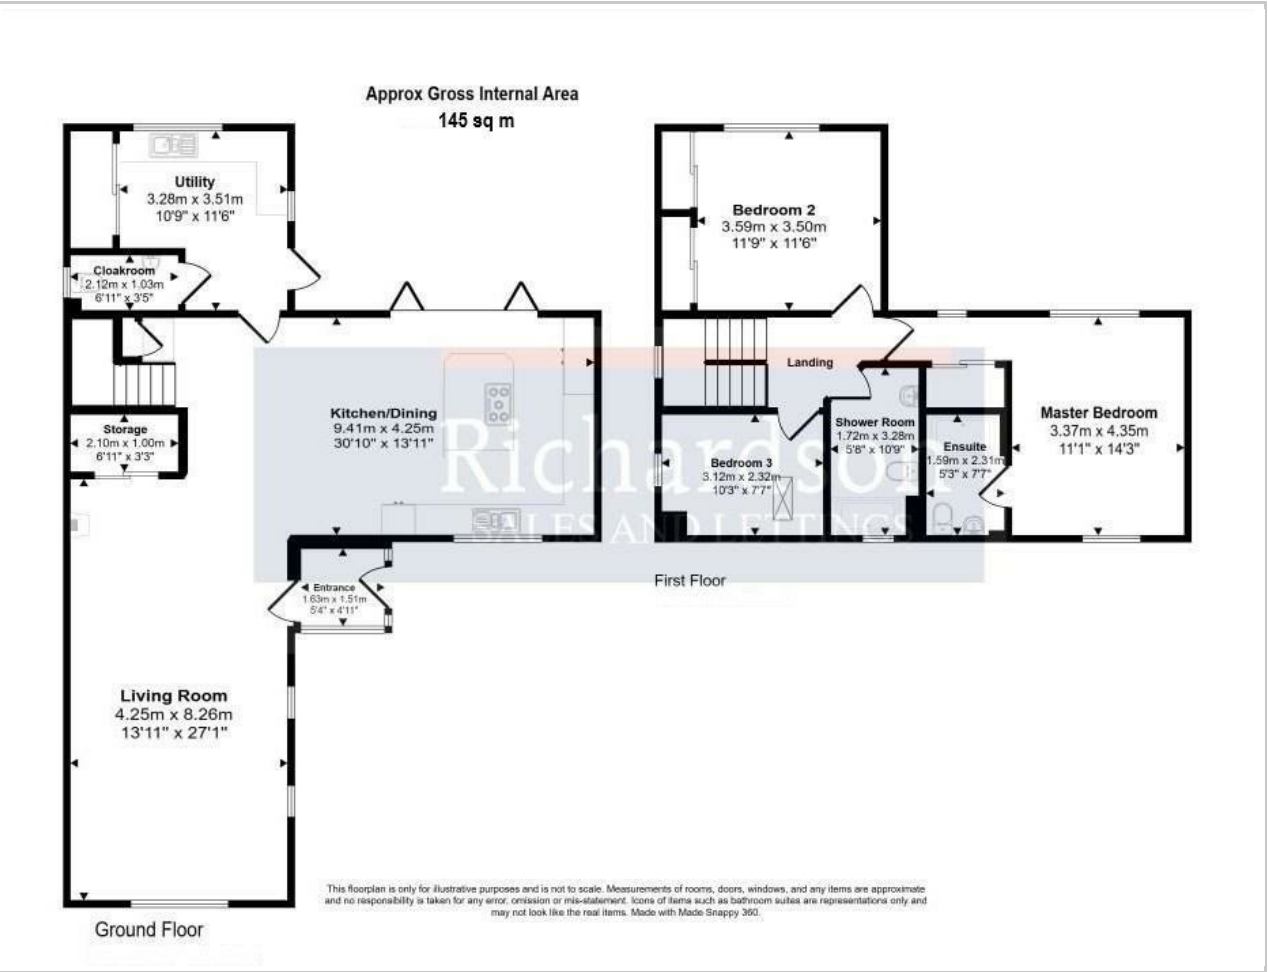 Approx Gross Internal Area
145 sq m
Utility
3.28m x 3.51m
10'9" x 11'6"
Cloakroom
2.12m x 1.03m
6'11" x 3'5"
Kitchen/Dining
9.41m x 4.25m
30'10" x 13'11"
Storage
2.10m x 1.00m
6'11" x 3'3"
Entrance
1.63m x 1.51m
5'4" x 4'11"
Living Room
4.25m x 8.26m
13'11" x 27'1"
Ground Floor
Bedroom 2
3.59m x 3.50m
11'9" x 11'6"
Landing
Master Bedroom
3.37m x 4.35m
11'1" x 14'3"
Shower Room
1.72m x 3.28m
5'8" x 10'9"
Ensuite
1.59m x 2.31m
5'3" x 7'7"
Bedroom 3
3.12m x 2.32m
10'3" x 7'7"
First Floor
Richardson
SALES AND LETTINGS
This floorplan is only for illustrative purposes and is not to scale. Measurements of rooms, doors, windows, and any items are approximate
and no responsibility is taken for any error, omission or mis-statement. Icons of items such as bathroom suites are representations only and
may not look like the real items. Made with Made Snappy 360.